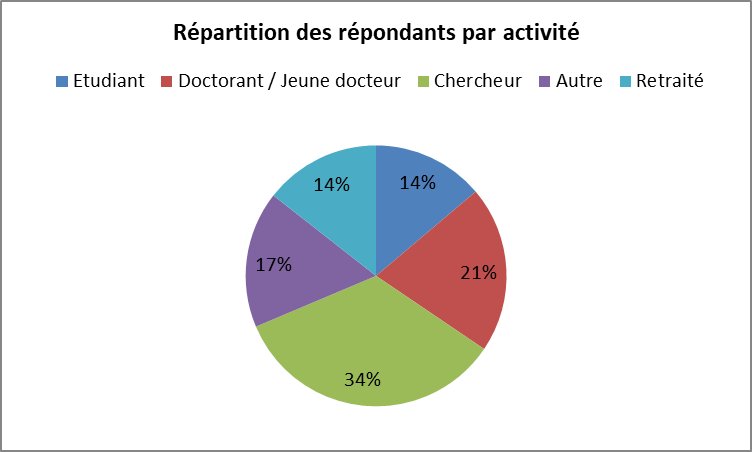 Répartition des répondants par activité
Etudiant Doctorant / Jeune docteur Chercheur Autre Retraité
14% 14%
17% 21%
34%